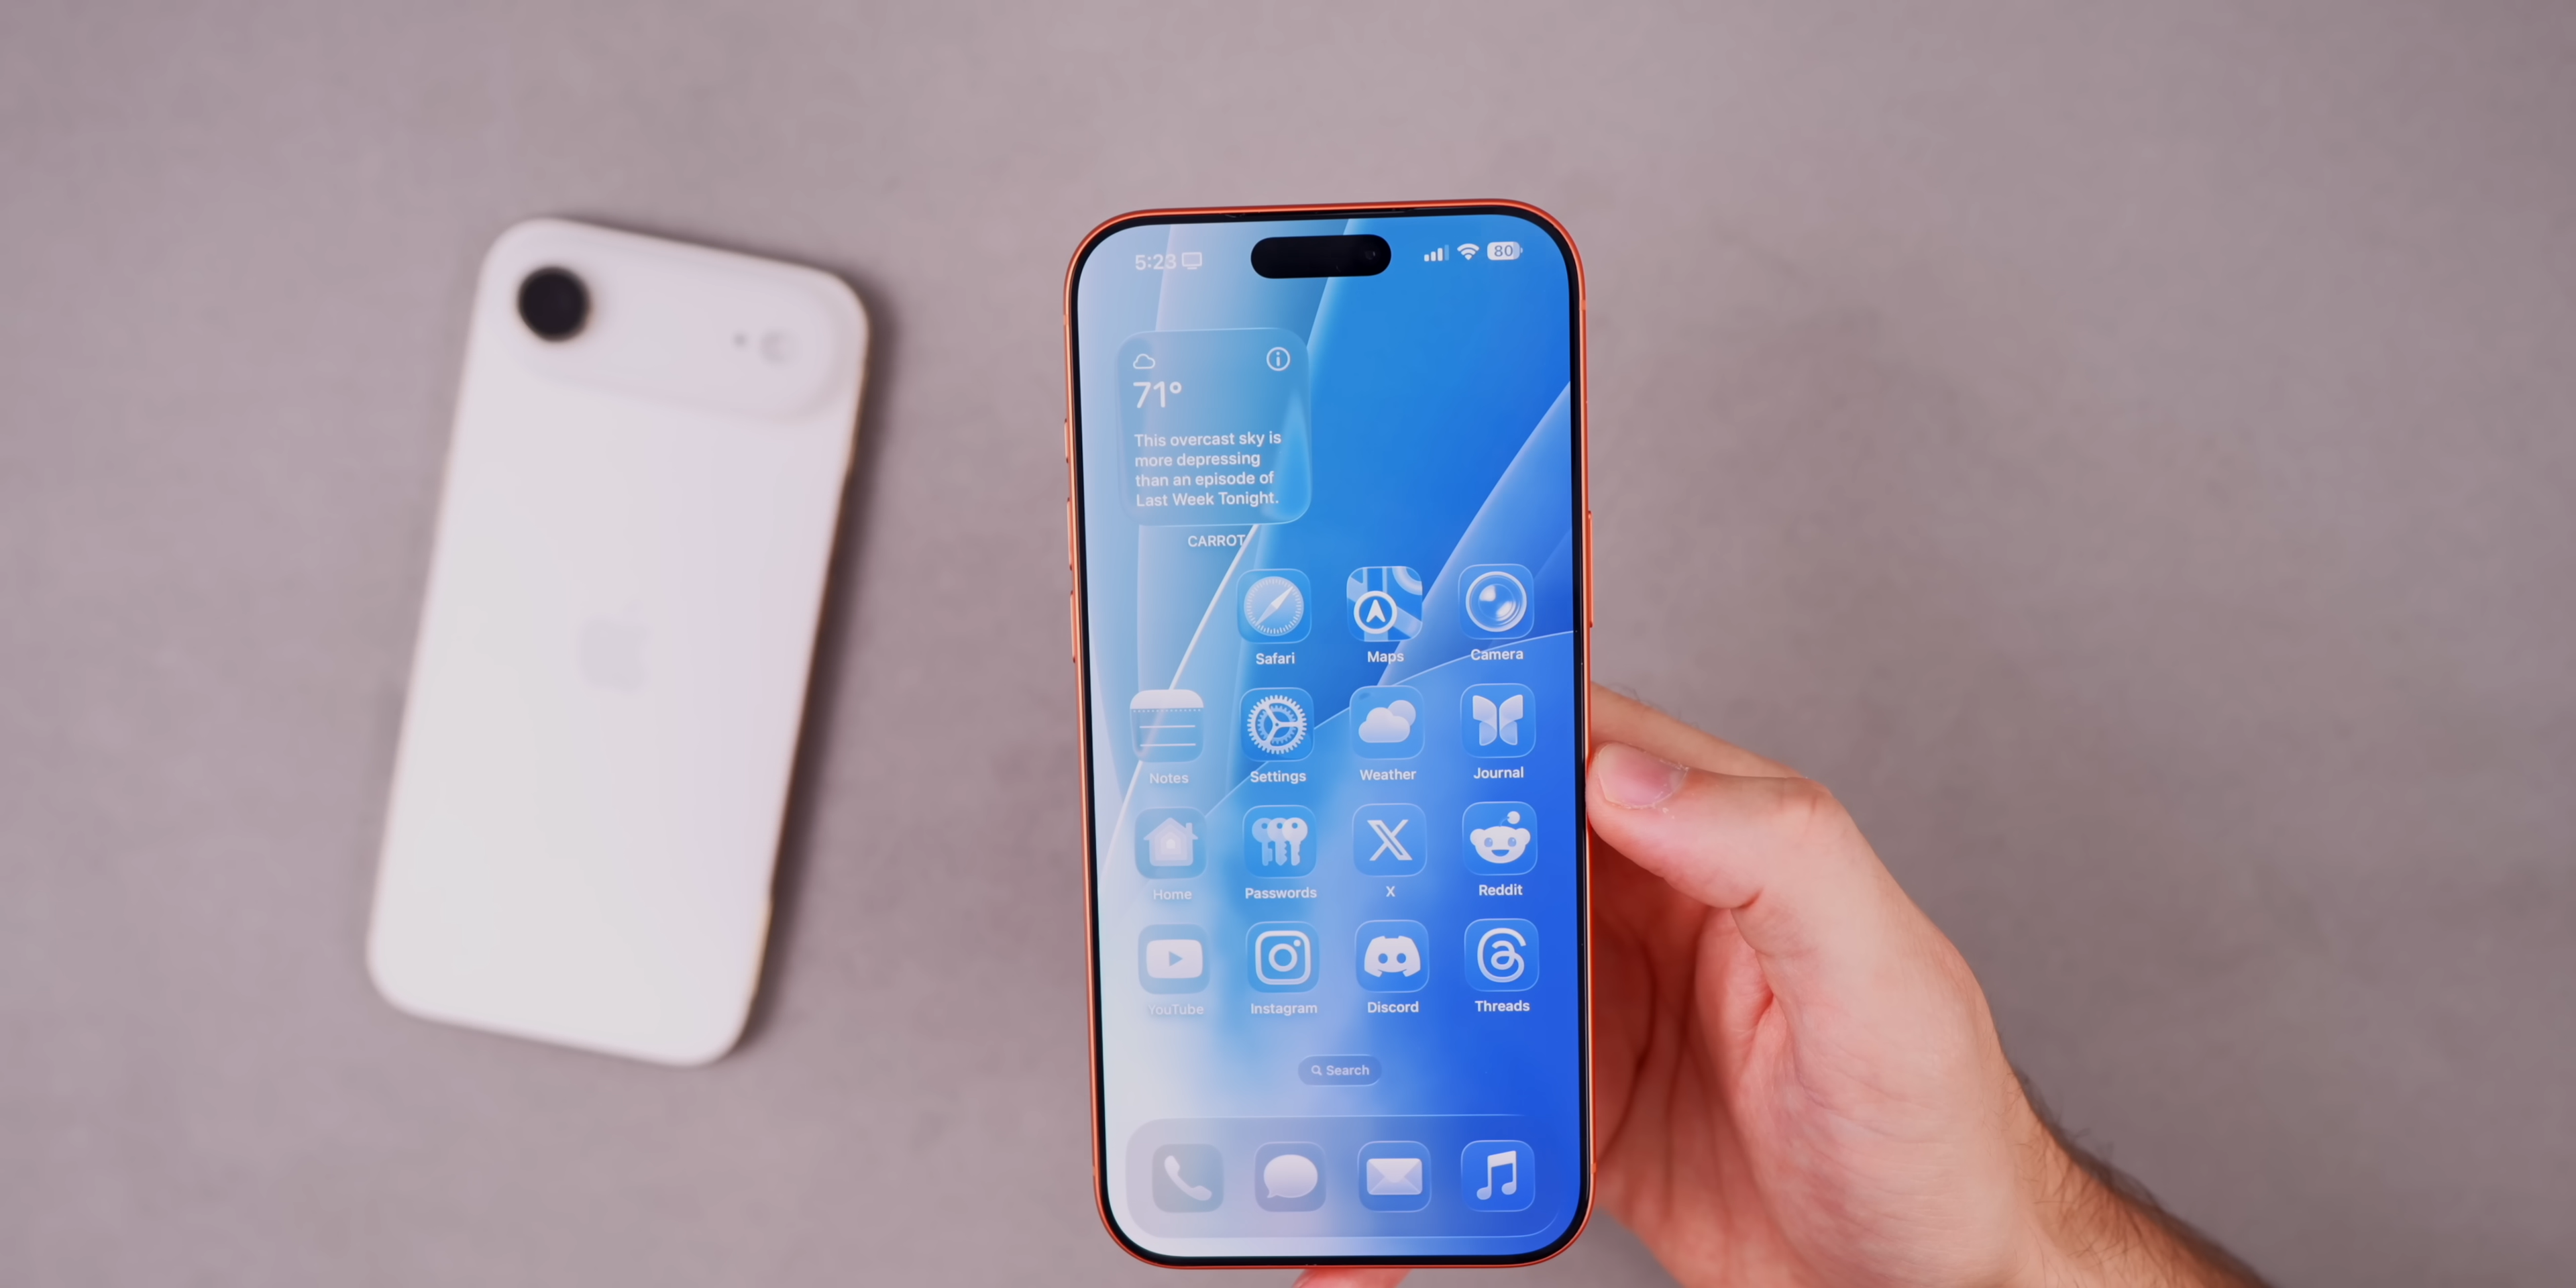 5:23
80
71°
This overcast sky is
more depressing
than an episode of
Last Week Tonight.
CARROT
Safari Maps Camera
Notes Settings Weather Journal
Home Passwords X Reddit
YouTube Instagram Discord Threads
Search